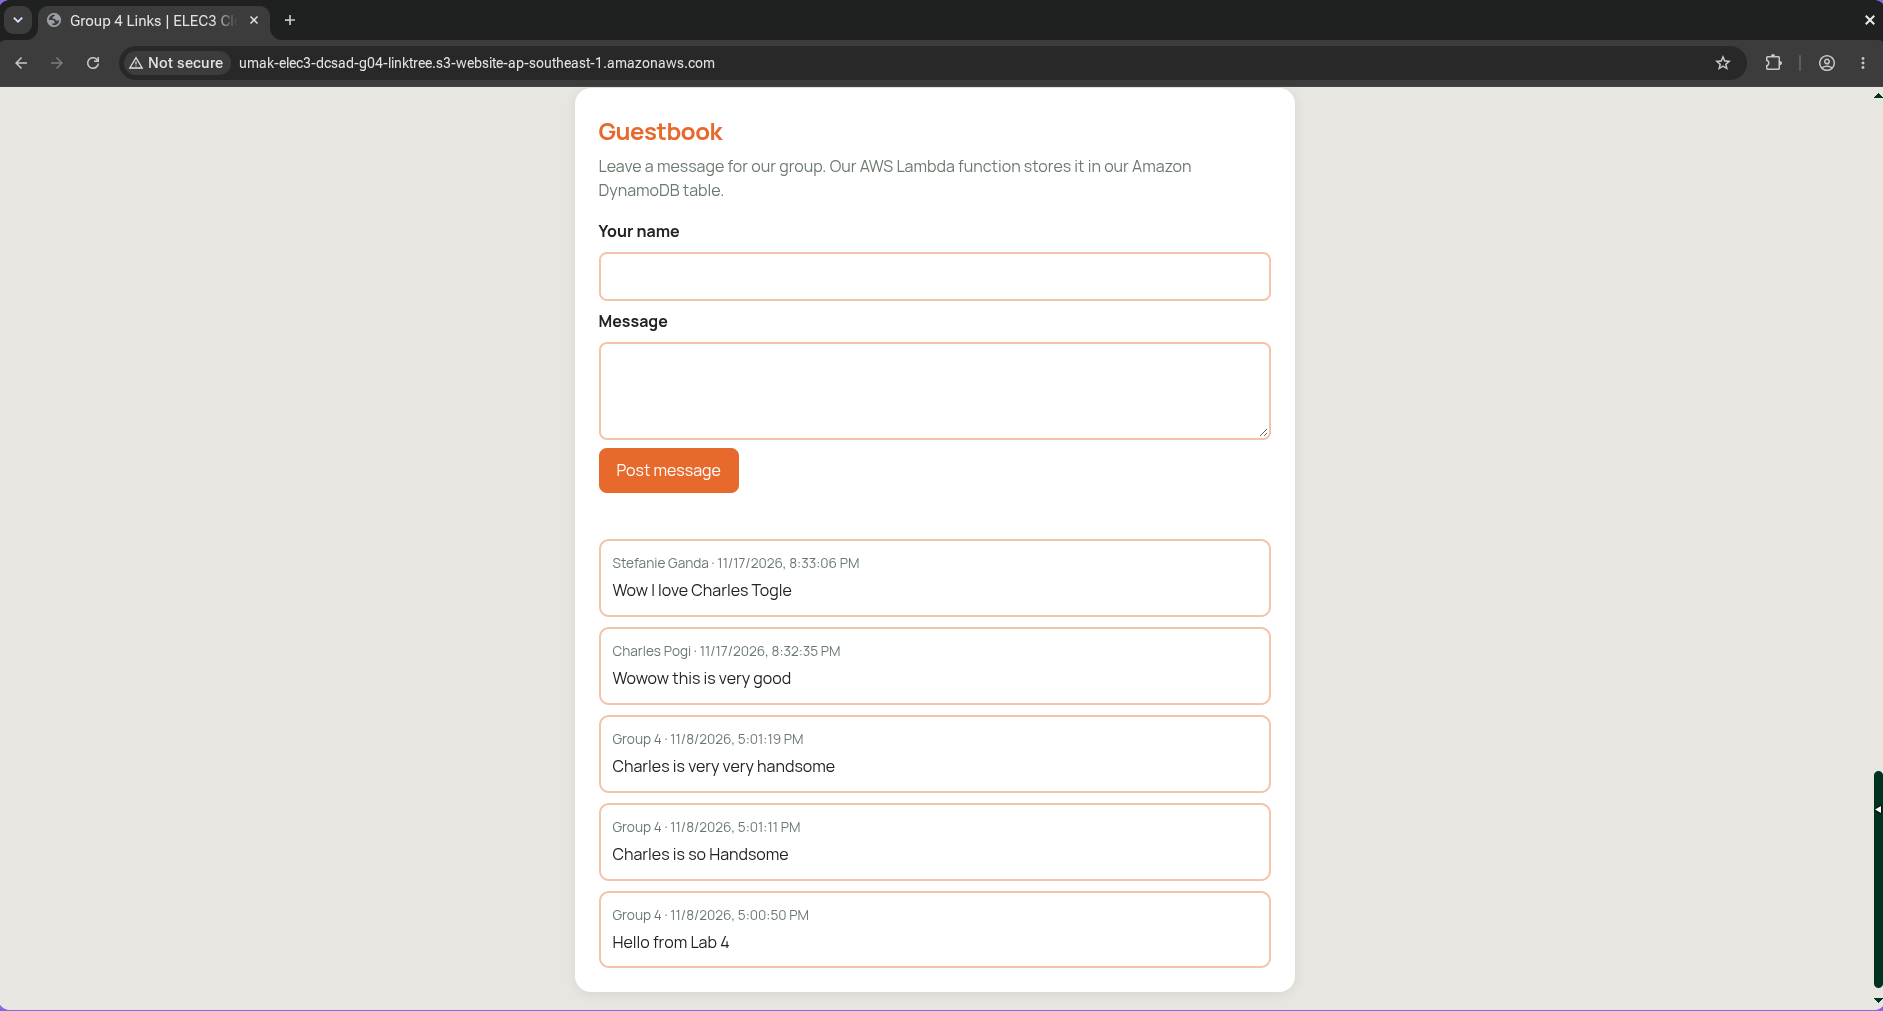 Group 4 Links | ELEC3 Cl
Not secure
umak-elec3-dcsad-g04-linktree.s3-website-ap-southeast-1.amazonaws.com
Guestbook
Leave a message for our group. Our AWS Lambda function stores it in our Amazon
DynamoDB table.
Your name
Message
Post message
Stefanie Ganda · 11/17/2026, 8:33:06 PM
Wow I love Charles Togle
Charles Pogi · 11/17/2026, 8:32:35 PM
Wowow this is very good
Group 4 · 11/8/2026, 5:01:19 PM
Charles is very very handsome
Group 4 · 11/8/2026, 5:01:11 PM
Charles is so Handsome
Group 4 · 11/8/2026, 5:00:50 PM
Hello from Lab 4